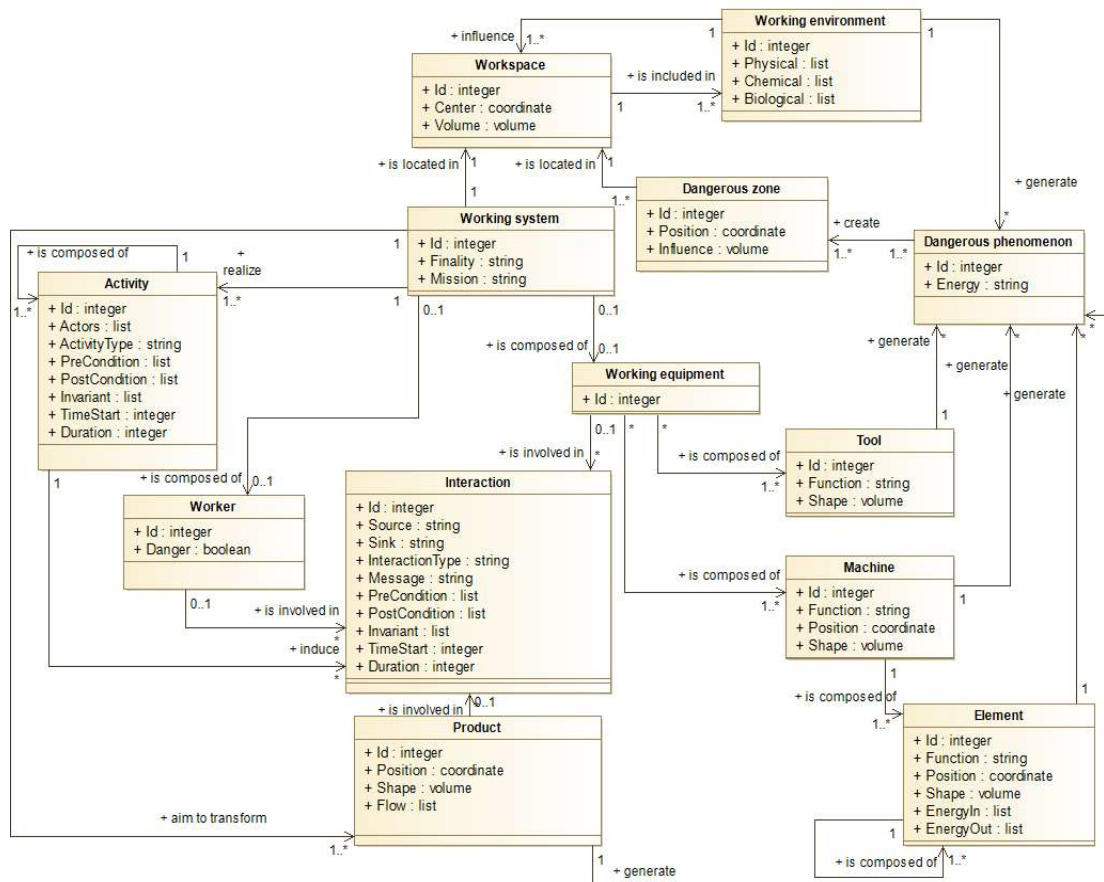 Working environment
+ Id : integer
+ Physical : list
+ Chemical : list
+ Biological : list
+ influence
1..*
1
1
Workspace
+ Id : integer
+ Center : coordinate
+ Volume : volume
+ is included in
1
1..*
+ is located in
1
1
+ is located in
1
1..*
Dangerous zone
+ Id : integer
+ Position : coordinate
+ Influence : volume
+ generate
*
+ create
1..*
1..*
Dangerous phenomenon
+ Id : integer
+ Energy : string
Working system
+ Id : integer
+ Finality : string
+ Mission : string
+ is composed of
1
1..*
1
+
realize
1..*
1
0..1
0..1
Activity
+ Id : integer
+ Actors : list
+ ActivityType : string
+ PreCondition : list
+ PostCondition : list
+ Invariant : list
+ TimeStart : integer
+ Duration : integer
+ is composed of
0..1
Working equipment
+ Id : integer
*
*
*
*
+ generate
+ generate
+ generate
0..1
*
*
1
Tool
+ Id : integer
+ Function : string
+ Shape : volume
+ is composed of
1..*
+ is involved in
*
1
+ is composed of
0..1
Worker
+ Id : integer
+ Danger : boolean
0..1
+ is involved in
*
+ induce
*
Interaction
+ Id : integer
+ Source : string
+ Sink : string
+ InteractionType : string
+ Message : string
+ PreCondition : list
+ PostCondition : list
+ Invariant : list
+ TimeStart : integer
+ Duration : integer
Machine
+ Id : integer
+ Function : string
+ Position : coordinate
+ Shape : volume
+ is composed of
1..*
1
1
+ is composed of
1..*
1
Element
+ Id : integer
+ Function : string
+ Position : coordinate
+ Shape : volume
+ EnergyIn : list
+ EnergyOut : list
1
+ is composed of
1..*
+ is involved in
0..1
Product
+ Id : integer
+ Position : coordinate
+ Shape : volume
+ Flow : list
+ aim to transform
1..*
1
+ generate